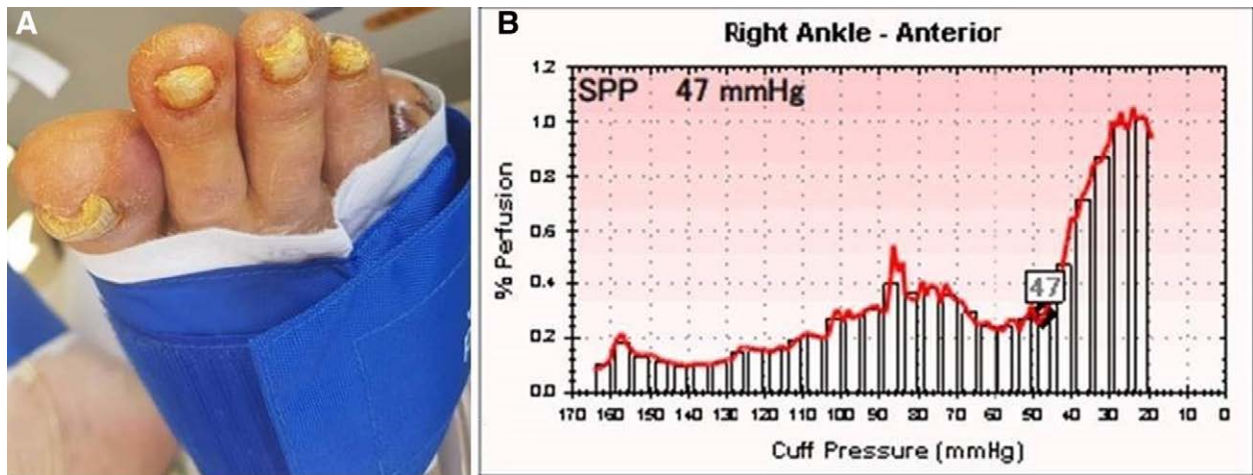 A
B
Right Ankle - Anterior
SPP 47 mmHg
% Perfusion
1.2
1.0
0.8
0.6
0.4
0.2
0.0
47
170 160 150 140 130 120 110 100 90 80 70 60 50 40 30 20 10 0
Cuff Pressure (mmHg)